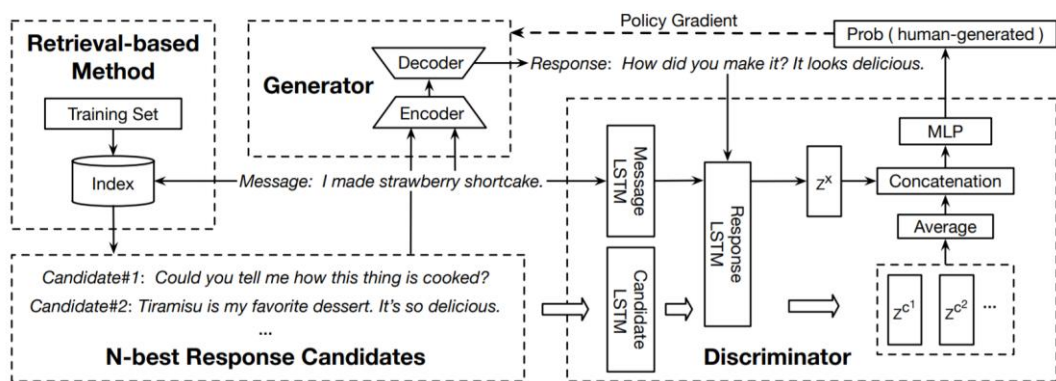 Retrieval-based
Method
Training Set
Index
Generator
Decoder
Encoder
Policy Gradient
Prob ( human-generated )
Response: How did you make it? It looks delicious.
Message: I made strawberry shortcake.
Candidate#1: Could you tell me how this thing is cooked?
Candidate#2: Tiramisu is my favorite dessert. It's so delicious.
...
N-best Response Candidates
Message
LSTM
Candidate
LSTM
Response
LSTM
z^x
MLP
Concatenation
Average
z^c^1
z^c^2
...
Discriminator